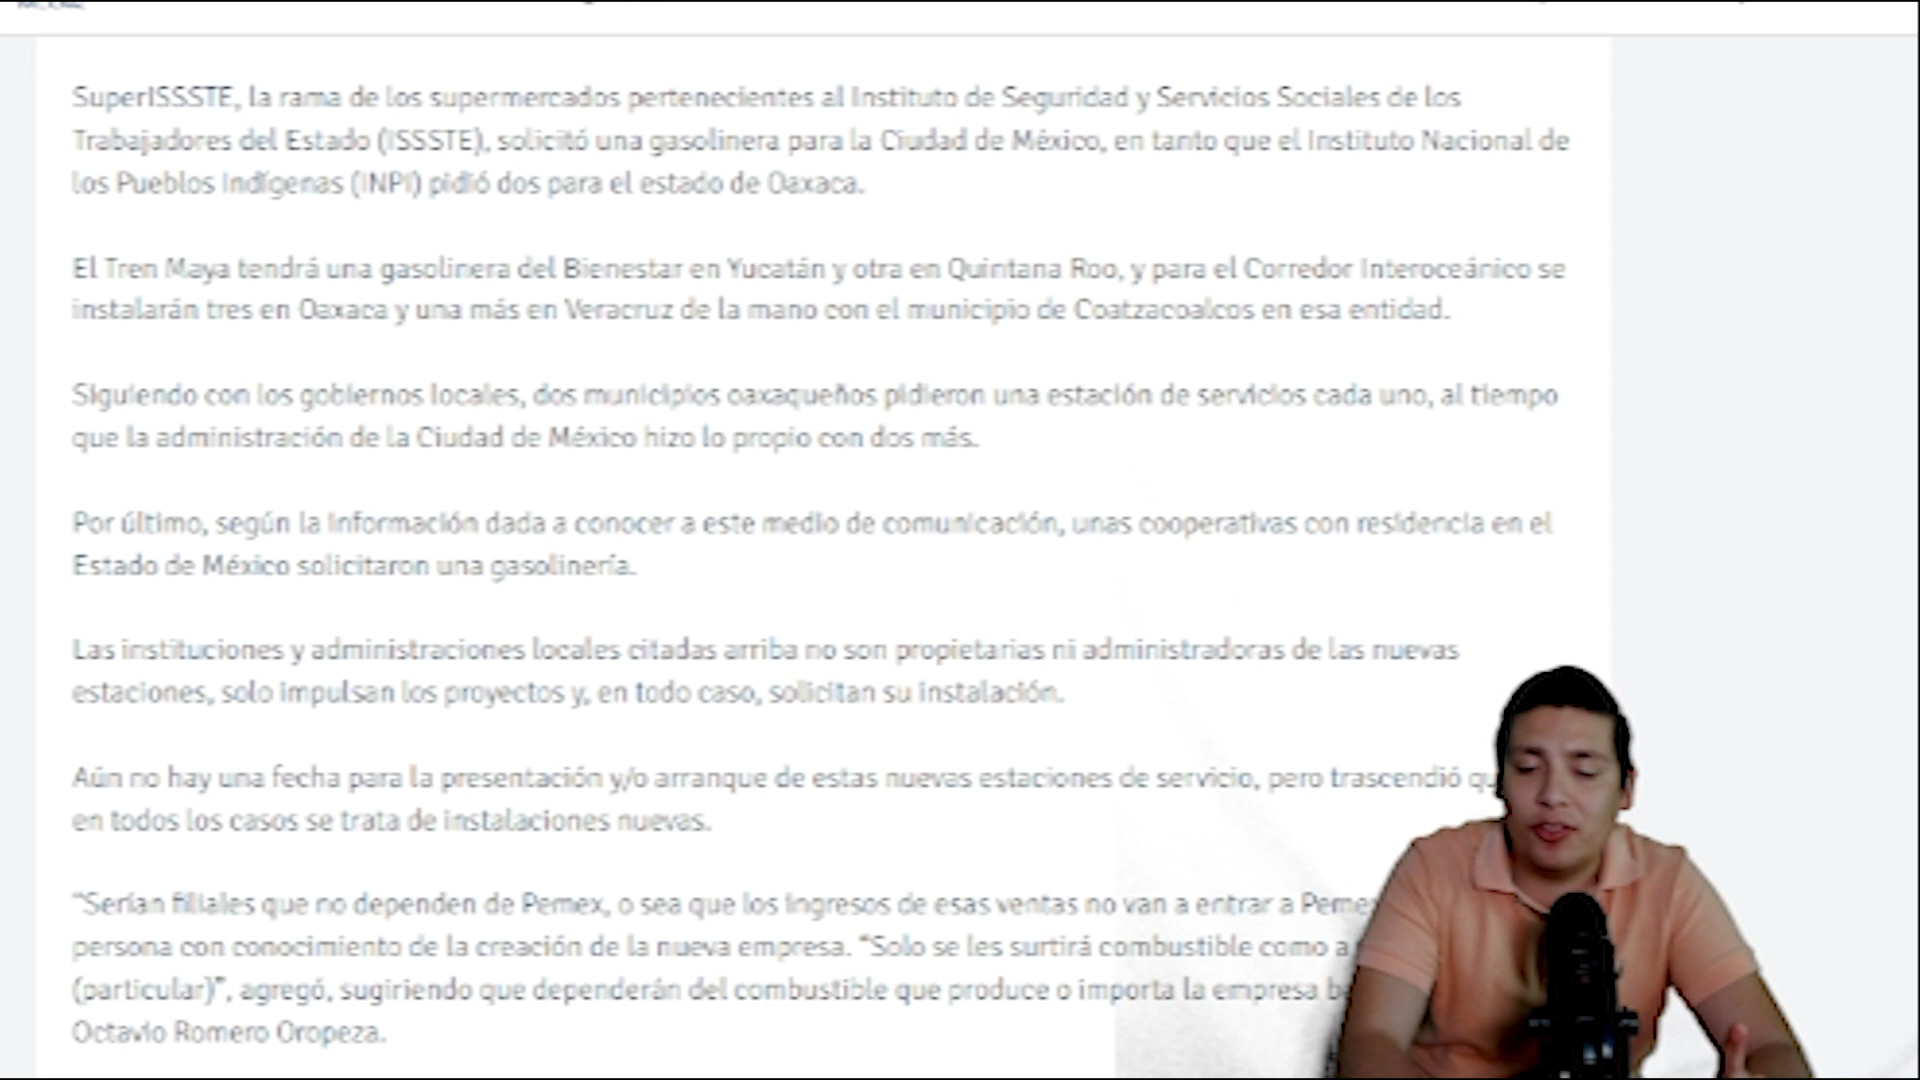 SuperISSSTE, la rama de los supermercados pertenecientes al Instituto de Seguridad y Servicios Sociales de los
Trabajadores del Estado (ISSSTE), solicitó una gasolinera para la Ciudad de México, en tanto que el Instituto Nacional de
los Pueblos Indígenas (INPI) pidió dos para el estado de Oaxaca.
El Tren Maya tendrá una gasolinera del Bienestar en Yucatán y otra en Quintana Roo, y para el Corredor Interoceánico se
instalarán tres en Oaxaca y una más en Veracruz de la mano con el municipio de Coatzacoalcos en esa entidad.
Siguiendo con los gobiernos locales, dos municipios oaxaqueños pidieron una estación de servicios cada uno, al tiempo
que la administración de la Ciudad de México hizo lo propio con dos más.
Por último, según la información dada a conocer a este medio de comunicación, unas cooperativas con residencia en el
Estado de México solicitaron una gasolinería.
Las instituciones y administraciones locales citadas arriba no son propietarias ni administradoras de las nuevas
estaciones, solo impulsan los proyectos y, en todo caso, solicitan su instalación.
Aún no hay una fecha para la presentación y/o arranque de estas nuevas estaciones de servicio, pero trascendió
en todos los casos se trata de instalaciones nuevas.
“Serían filiales que no dependen de Pemex, o sea que los ingresos de esas ventas no van a entrar a
persona con conocimiento de la creación de la nueva empresa. “Solo se les surtirá combustible como a
(particular)”, agregó, sugiriendo que dependerán del combustible que produce o importa la empresa
Octavio Romero Oropeza.